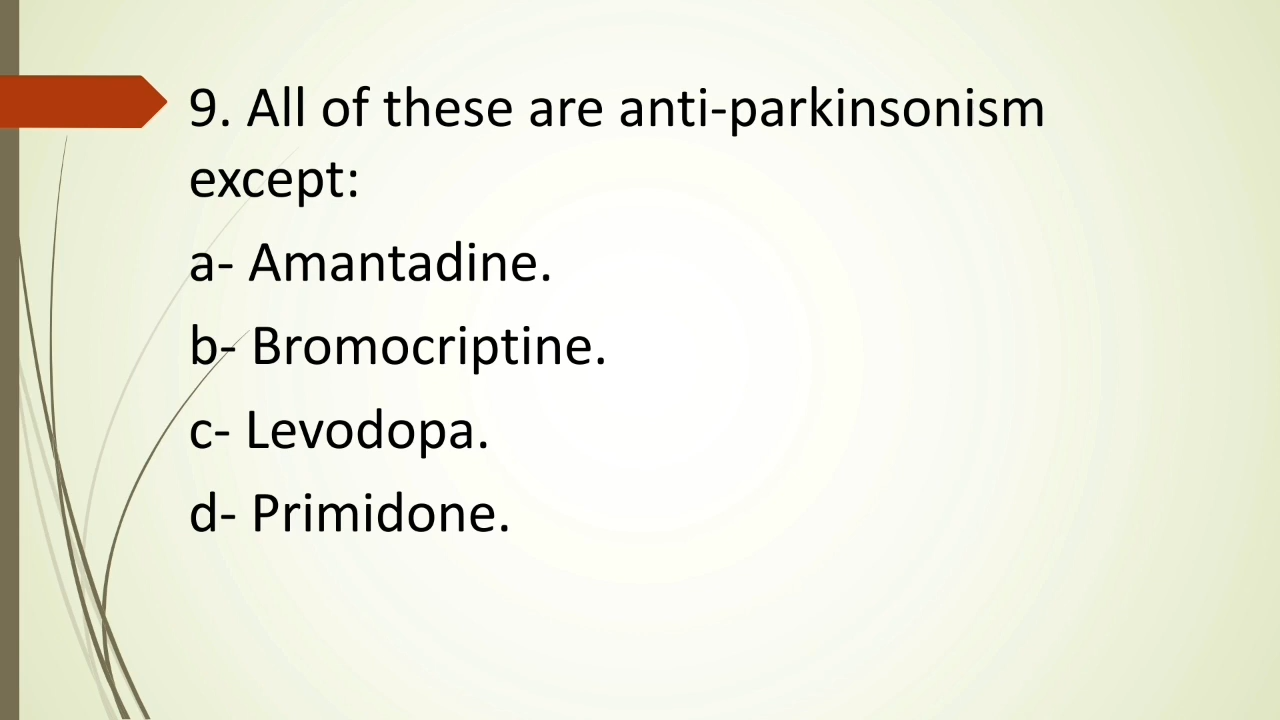 9. All of these are anti-parkinsonism
except:
a- Amantadine.
b- Bromocriptine.
c- Levodopa.
d- Primidone.